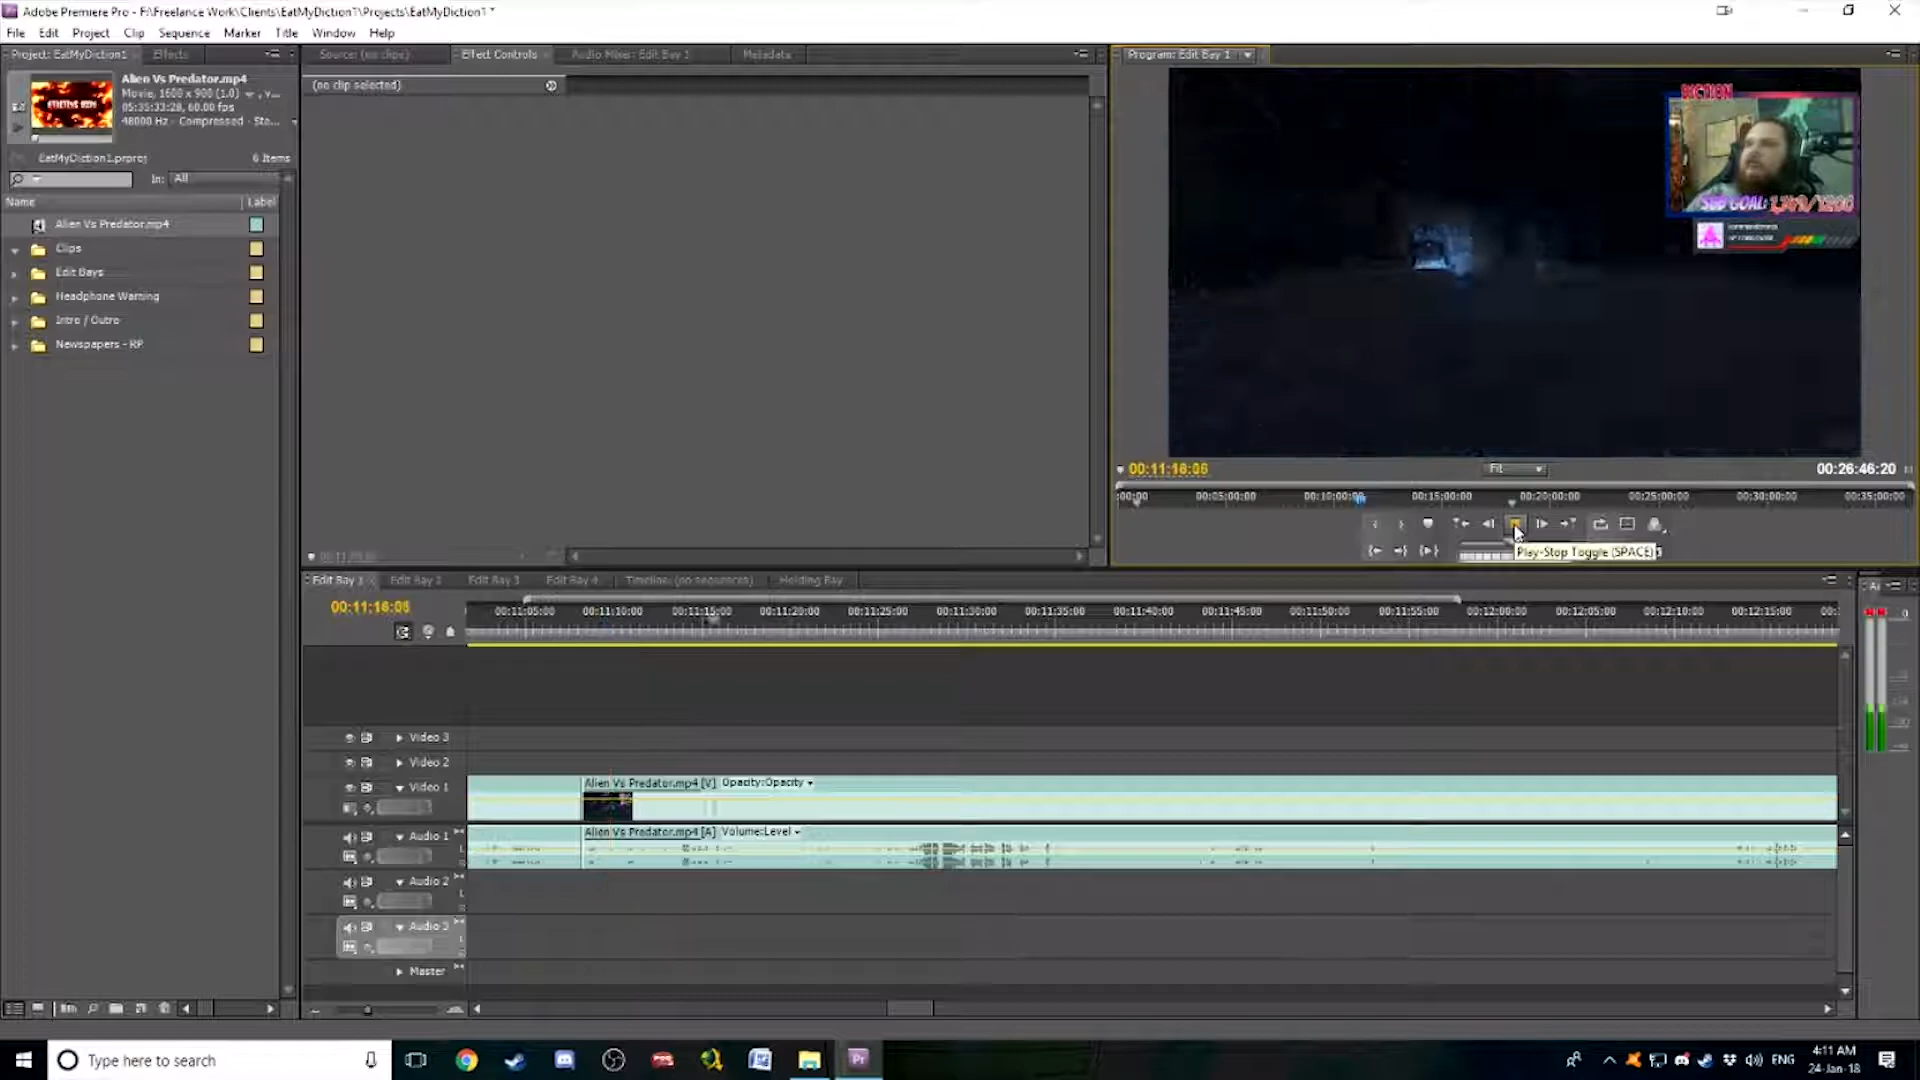 Adobe Premiere Pro - F:\Freelance Work\Clients\EatMyDiction1\Projects\EatMyDiction1 *
File Edit Project Clip Sequence Marker Title Window Help
Project: EatMyDiction1 Effects
Source: (no clips) Effect Controls Audio Mixer: Edit Bay 1 Metadata
Program: Edit Bay 1
Alien Vs Predator.mp4
Movie, 1600 x 900 (1.0)
05:35:33:28, 60.00 fps
48000 Hz - Compressed - Ste...
EatMyDiction1.prproj 6 Items
In: All
Name Label
Alien Vs Predator.mp4
Clips
Edit Bays
Headphone Warning
Intro / Outro
Newspapers - RP
(no clip selected)
DICTION
SUB GOAL:
00:11:16:06 Fit 00:26:46:20
:00:00 00:05:00:00 00:10:00:00 00:15:00:00 00:20:00:00 00:25:00:00 00:30:00:00 00:35:00:00
Play-Stop Toggle (SPACE)
Edit Bay 1 Edit Bay 2 Edit Bay 3 Edit Bay 4 Timeline: (no sequences) Holding Bay
00:11:16:06
00:11:05:00 00:11:10:00 00:11:15:00 00:11:20:00 00:11:25:00 00:11:30:00 00:11:35:00 00:11:40:00 00:11:45:00 00:11:50:00 00:11:55:00 00:12:00:00 00:12:05:00 00:12:10:00 00:12:15:00
Video 3
Video 2
Video 1
Alien Vs Predator.mp4 [V] Opacity:Opacity
Audio 1
Alien Vs Predator.mp4 [A] Volume:Level
Audio 2
Audio 3
Master
Type here to search
ENG
4:11 AM
24-Jan-18